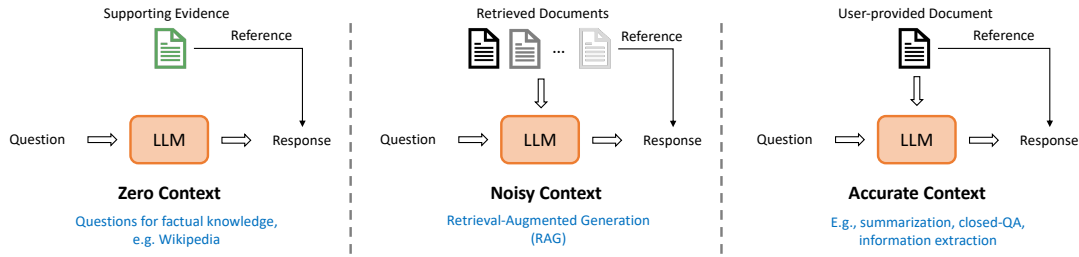 Supporting Evidence
Reference
Question
LLM
Response
Zero Context
Questions for factual knowledge,
e.g. Wikipedia
Retrieved Documents
...
Reference
Question
LLM
Response
Noisy Context
Retrieval-Augmented Generation
(RAG)
User-provided Document
Reference
Question
LLM
Response
Accurate Context
E.g., summarization, closed-QA,
information extraction